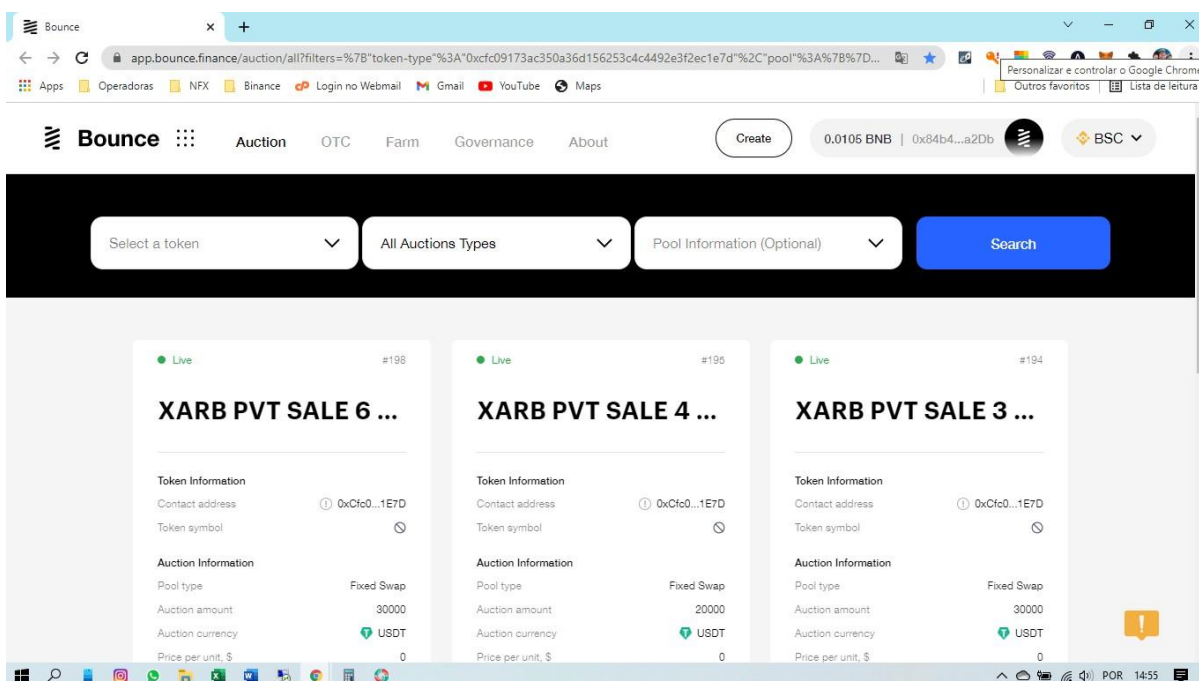 Bounce
app.bounce.finance/auction/all?filters=%7B"token-type"%3A"0xcfc09173ac350a36d156253c4c4492e3f2ec1e7d"%2C"pool"%3A%7B%7D...
Personalizar e controlar o Google Chrome
Apps Operadoras NFX Binance Login no Webmail Gmail YouTube Maps Outros favoritos Lista de leitura
Bounce Auction OTC Farm Governance About Create 0.0105 BNB | 0x84b4...a2Db BSC
Select a token All Auctions Types Pool Information (Optional) Search
Live #198
XARB PVT SALE 6 ...
Token Information
Contact address 0xCfc0...1E7D
Token symbol
Auction Information
Pool type Fixed Swap
Auction amount 30000
Auction currency USDT
Price per unit, $ 0
Live #195
XARB PVT SALE 4 ...
Token Information
Contact address 0xCfc0...1E7D
Token symbol
Auction Information
Pool type Fixed Swap
Auction amount 20000
Auction currency USDT
Price per unit, $ 0
Live #194
XARB PVT SALE 3 ...
Token Information
Contact address 0xCfc0...1E7D
Token symbol
Auction Information
Pool type Fixed Swap
Auction amount 30000
Auction currency USDT
Price per unit, $ 0
POR 14:55